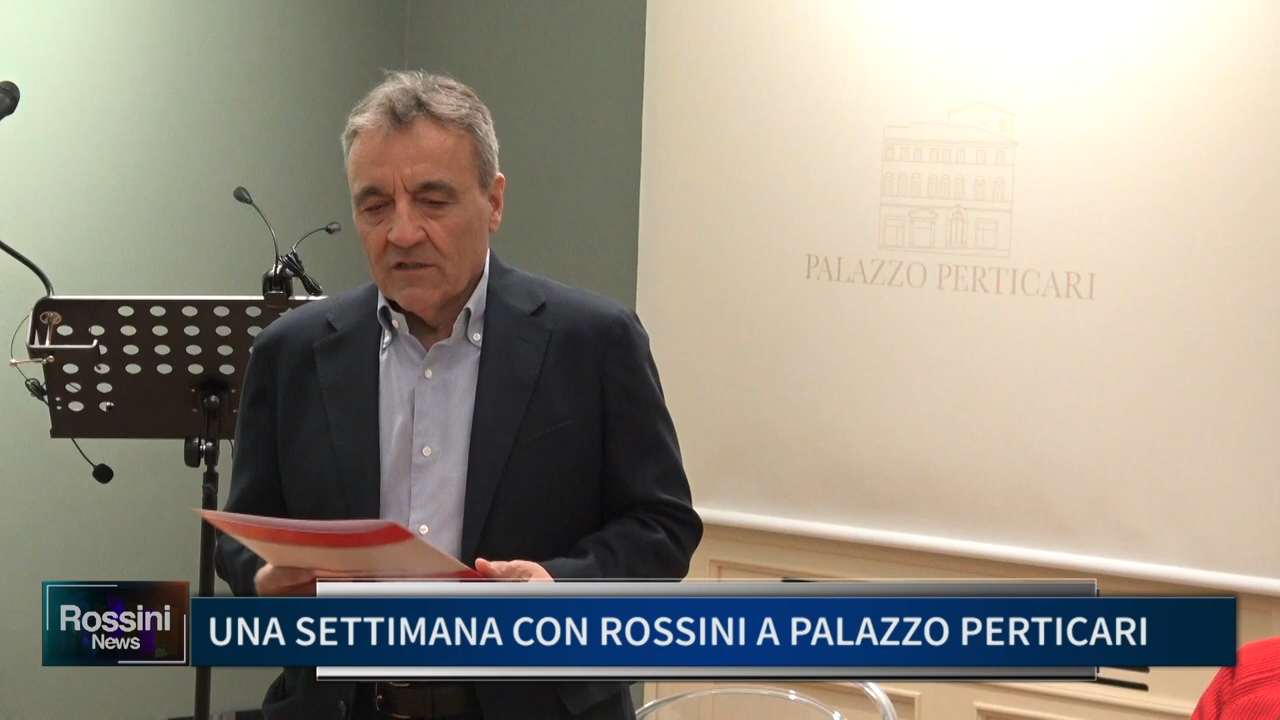 PALAZZO PERTICARI
Rossini
News
UNA SETTIMANA CON ROSSINI A PALAZZO PERTICARI